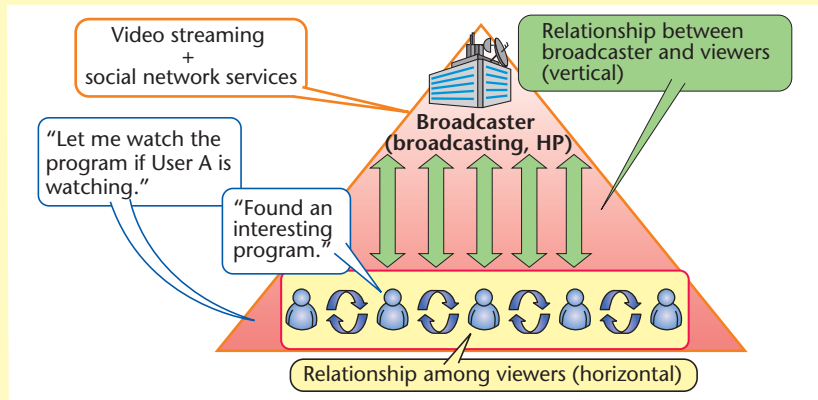 Video streaming
+
social network services
Relationship between
broadcaster and viewers
(vertical)
Broadcaster
(broadcasting, HP)
“Let me watch the
program if User A is
watching.”
“Found an
interesting
program.”
Relationship among viewers (horizontal)